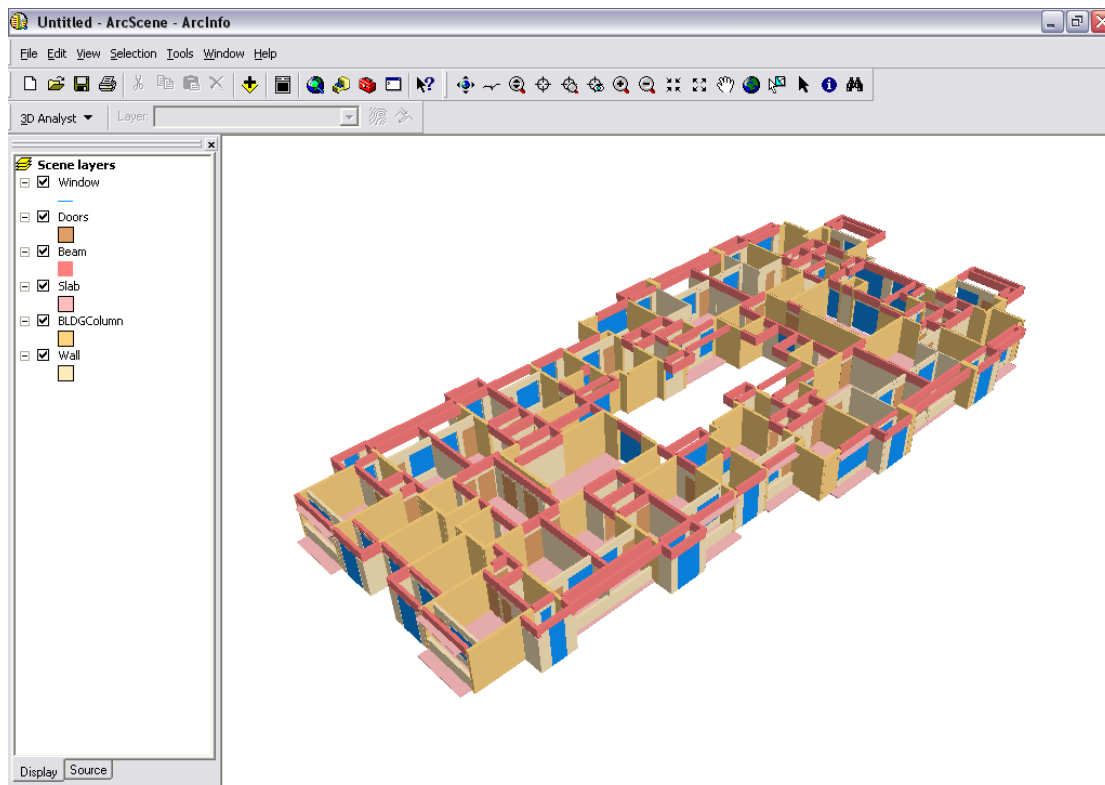 Untitled - ArcScene - ArcInfo
File Edit View Selection Tools Window Help
3D Analyst Layer:
Scene layers
Window
Doors
Beam
Slab
BLDGColumn
Wall
Display Source